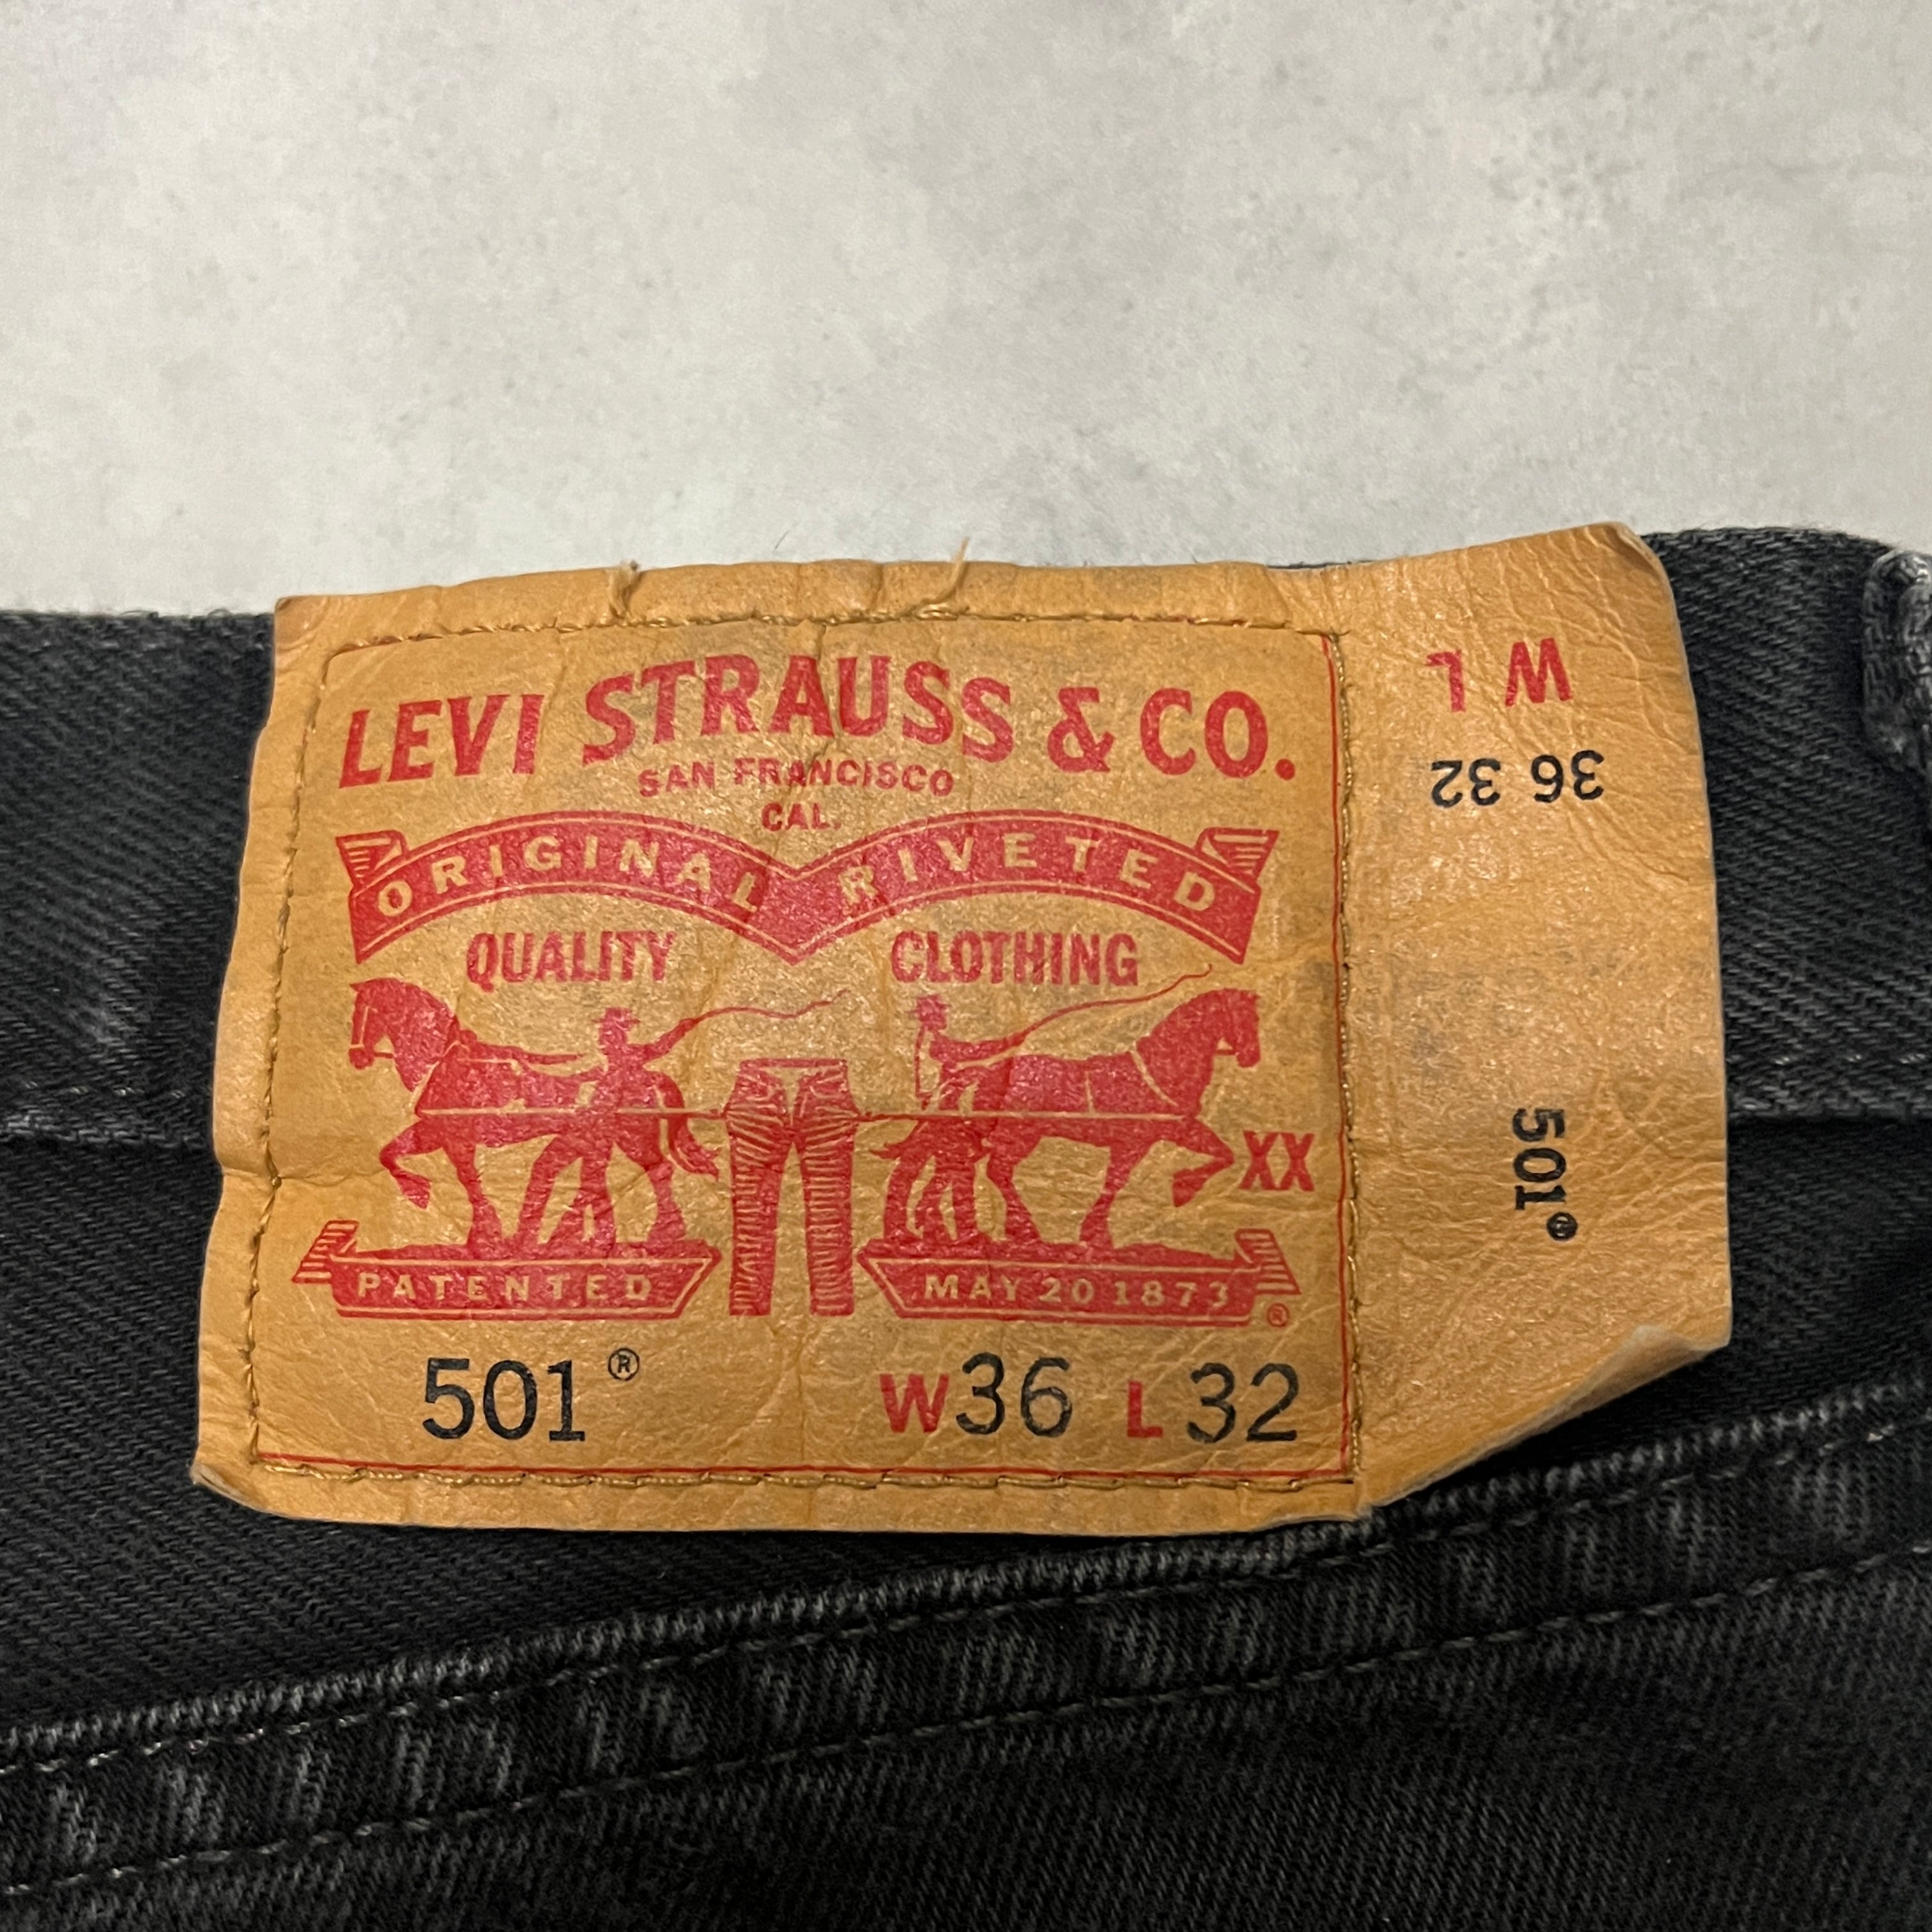 LEVI STRAUSS & CO.
SAN FRANCISCO
CAL.
ORIGINAL RIVETED
QUALITY CLOTHING
XX
PATENTED MAY 20 1873 ®
501® W36 L32
W L
36 32
501®